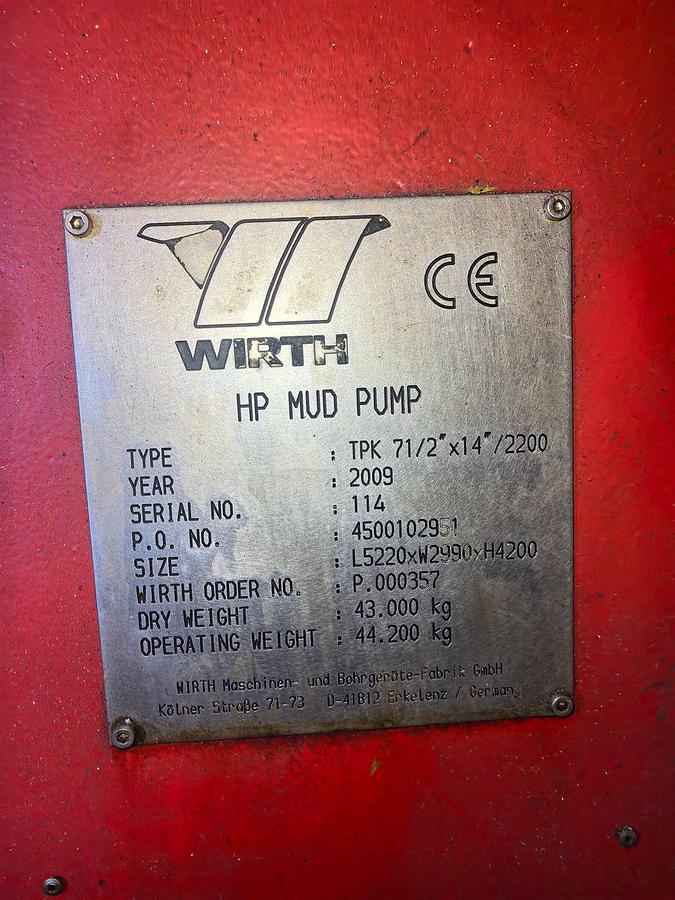 CE
WIRTH
HP MUD PUMP
TYPE : TPK 71/2"x14"/2200
YEAR : 2009
SERIAL NO. : 114
P.O. NO. : 4500102951
SIZE : L5220xW2990xH4200
WIRTH ORDER NO. : P.000357
DRY WEIGHT : 43.000 kg
OPERATING WEIGHT : 44.200 kg
WIRTH Maschinen- und Bohrgeräte-Fabrik GmbH
Kölner Straße 71-73 D-41812 Erkelenz / Germany